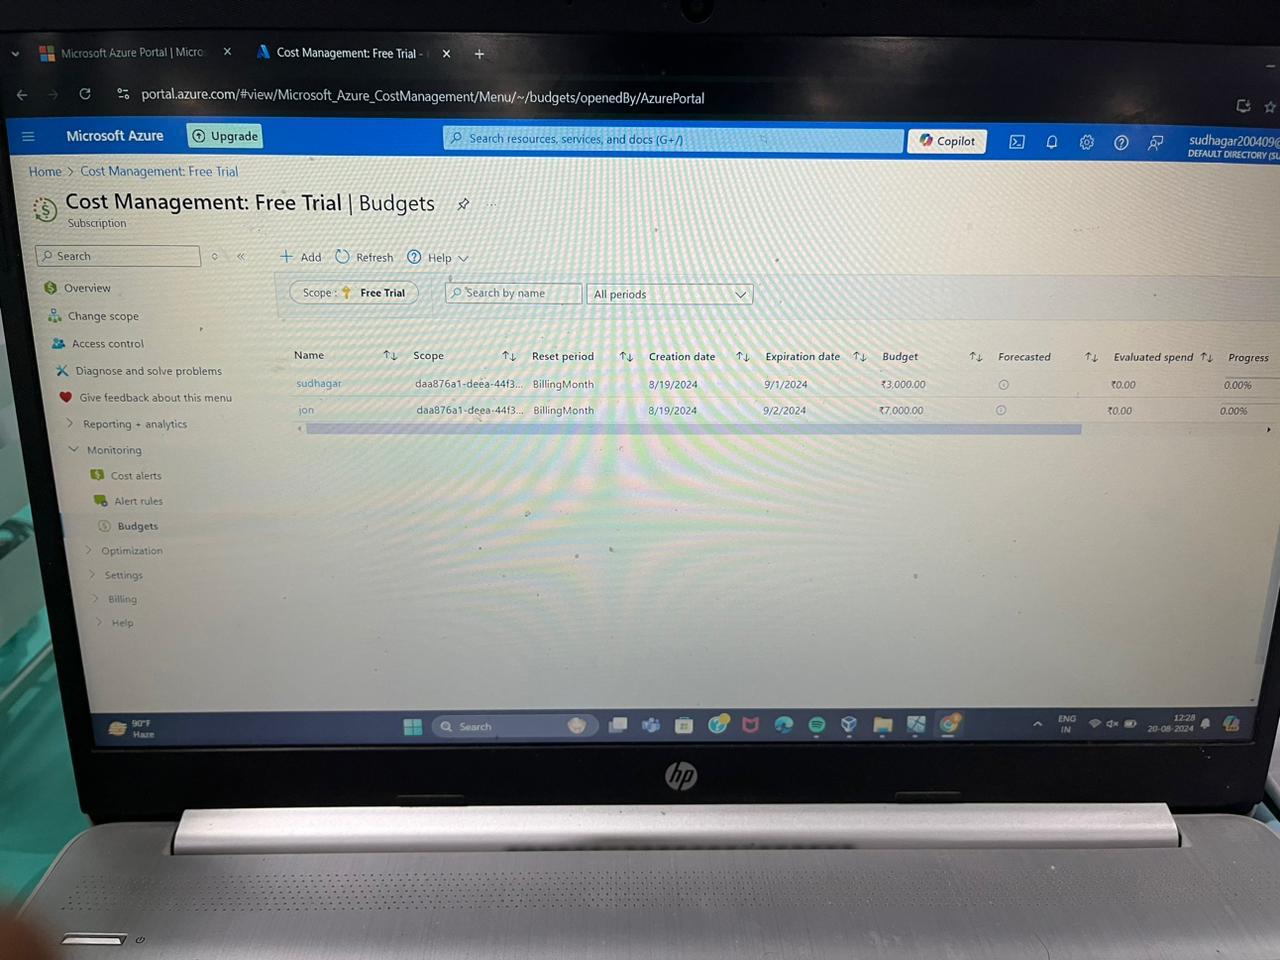 Microsoft Azure Portal | Micro
Cost Management: Free Trial -
portal.azure.com/#view/Microsoft_Azure_CostManagement/Menu/~/budgets/openedBy/AzurePortal
Microsoft Azure Upgrade Search resources, services, and docs (G+/) Copilot sudhagar200409@
DEFAULT DIRECTORY (SU
Home > Cost Management: Free Trial
Cost Management: Free Trial | Budgets
Subscription
Search
Add Refresh Help
Scope : Free Trial Search by name All periods
Overview
Change scope
Access control
Diagnose and solve problems
Give feedback about this menu
Reporting + analytics
Monitoring
Cost alerts
Alert rules
Budgets
Optimization
Settings
Billing
Help
Name Scope Reset period Creation date Expiration date Budget Forecasted Evaluated spend Progress
sudhagar daa876a1-deea-44f3... BillingMonth 8/19/2024 9/1/2024 ₹3,000.00 ₹0.00 0.00%
jon daa876a1-deea-44f3... BillingMonth 8/19/2024 9/2/2024 ₹7,000.00 ₹0.00 0.00%
90°F
Haze
Search
ENG
IN
12:28
20-08-2024
hp